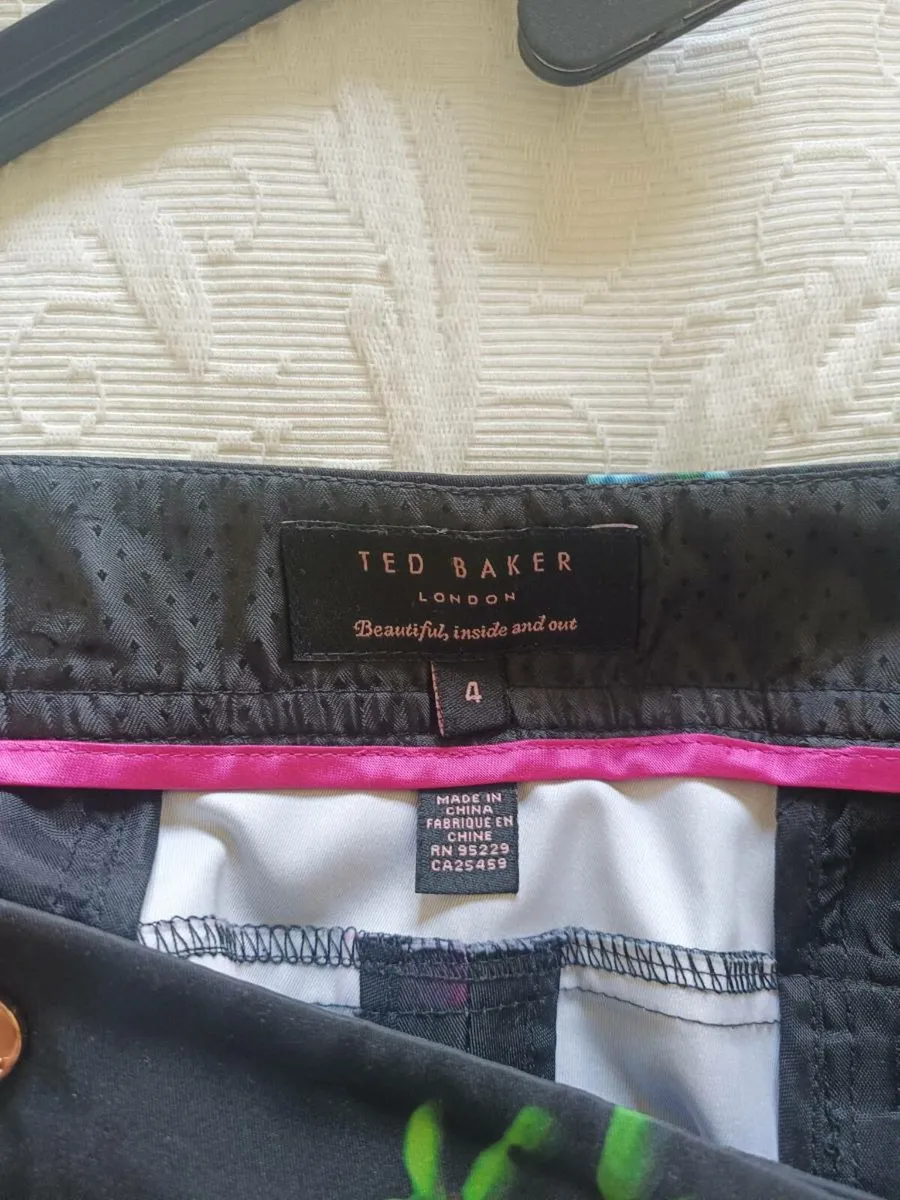 TED BAKER
LONDON
Beautiful, inside and out
4
MADE IN
CHINA
FABRIQUE EN
CHINE
RN 95229
CA25459